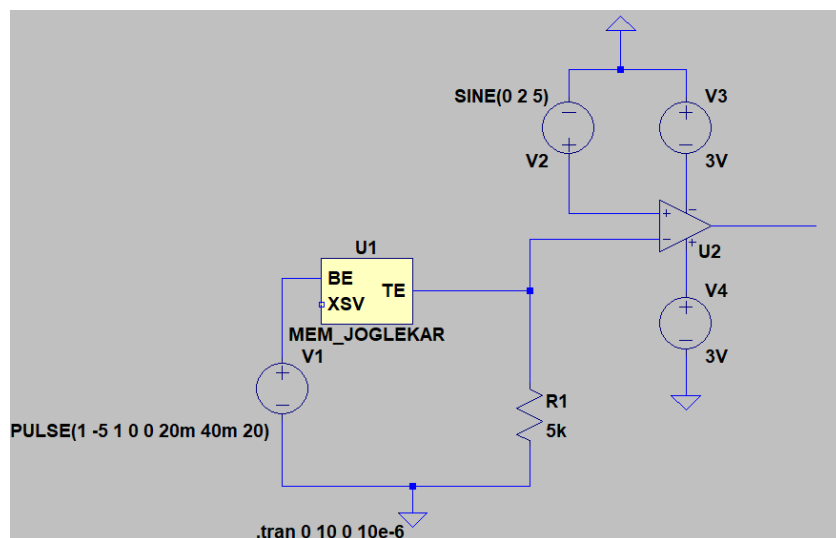 SINE(0 2 5)
V3
V2
3V
U2
U1
BE
XSV
TE
MEM_JOGLEKAR
V4
3V
V1
R1
5k
PULSE(1 -5 1 0 0 20m 40m 20)
.tran 0 10 0 10e-6